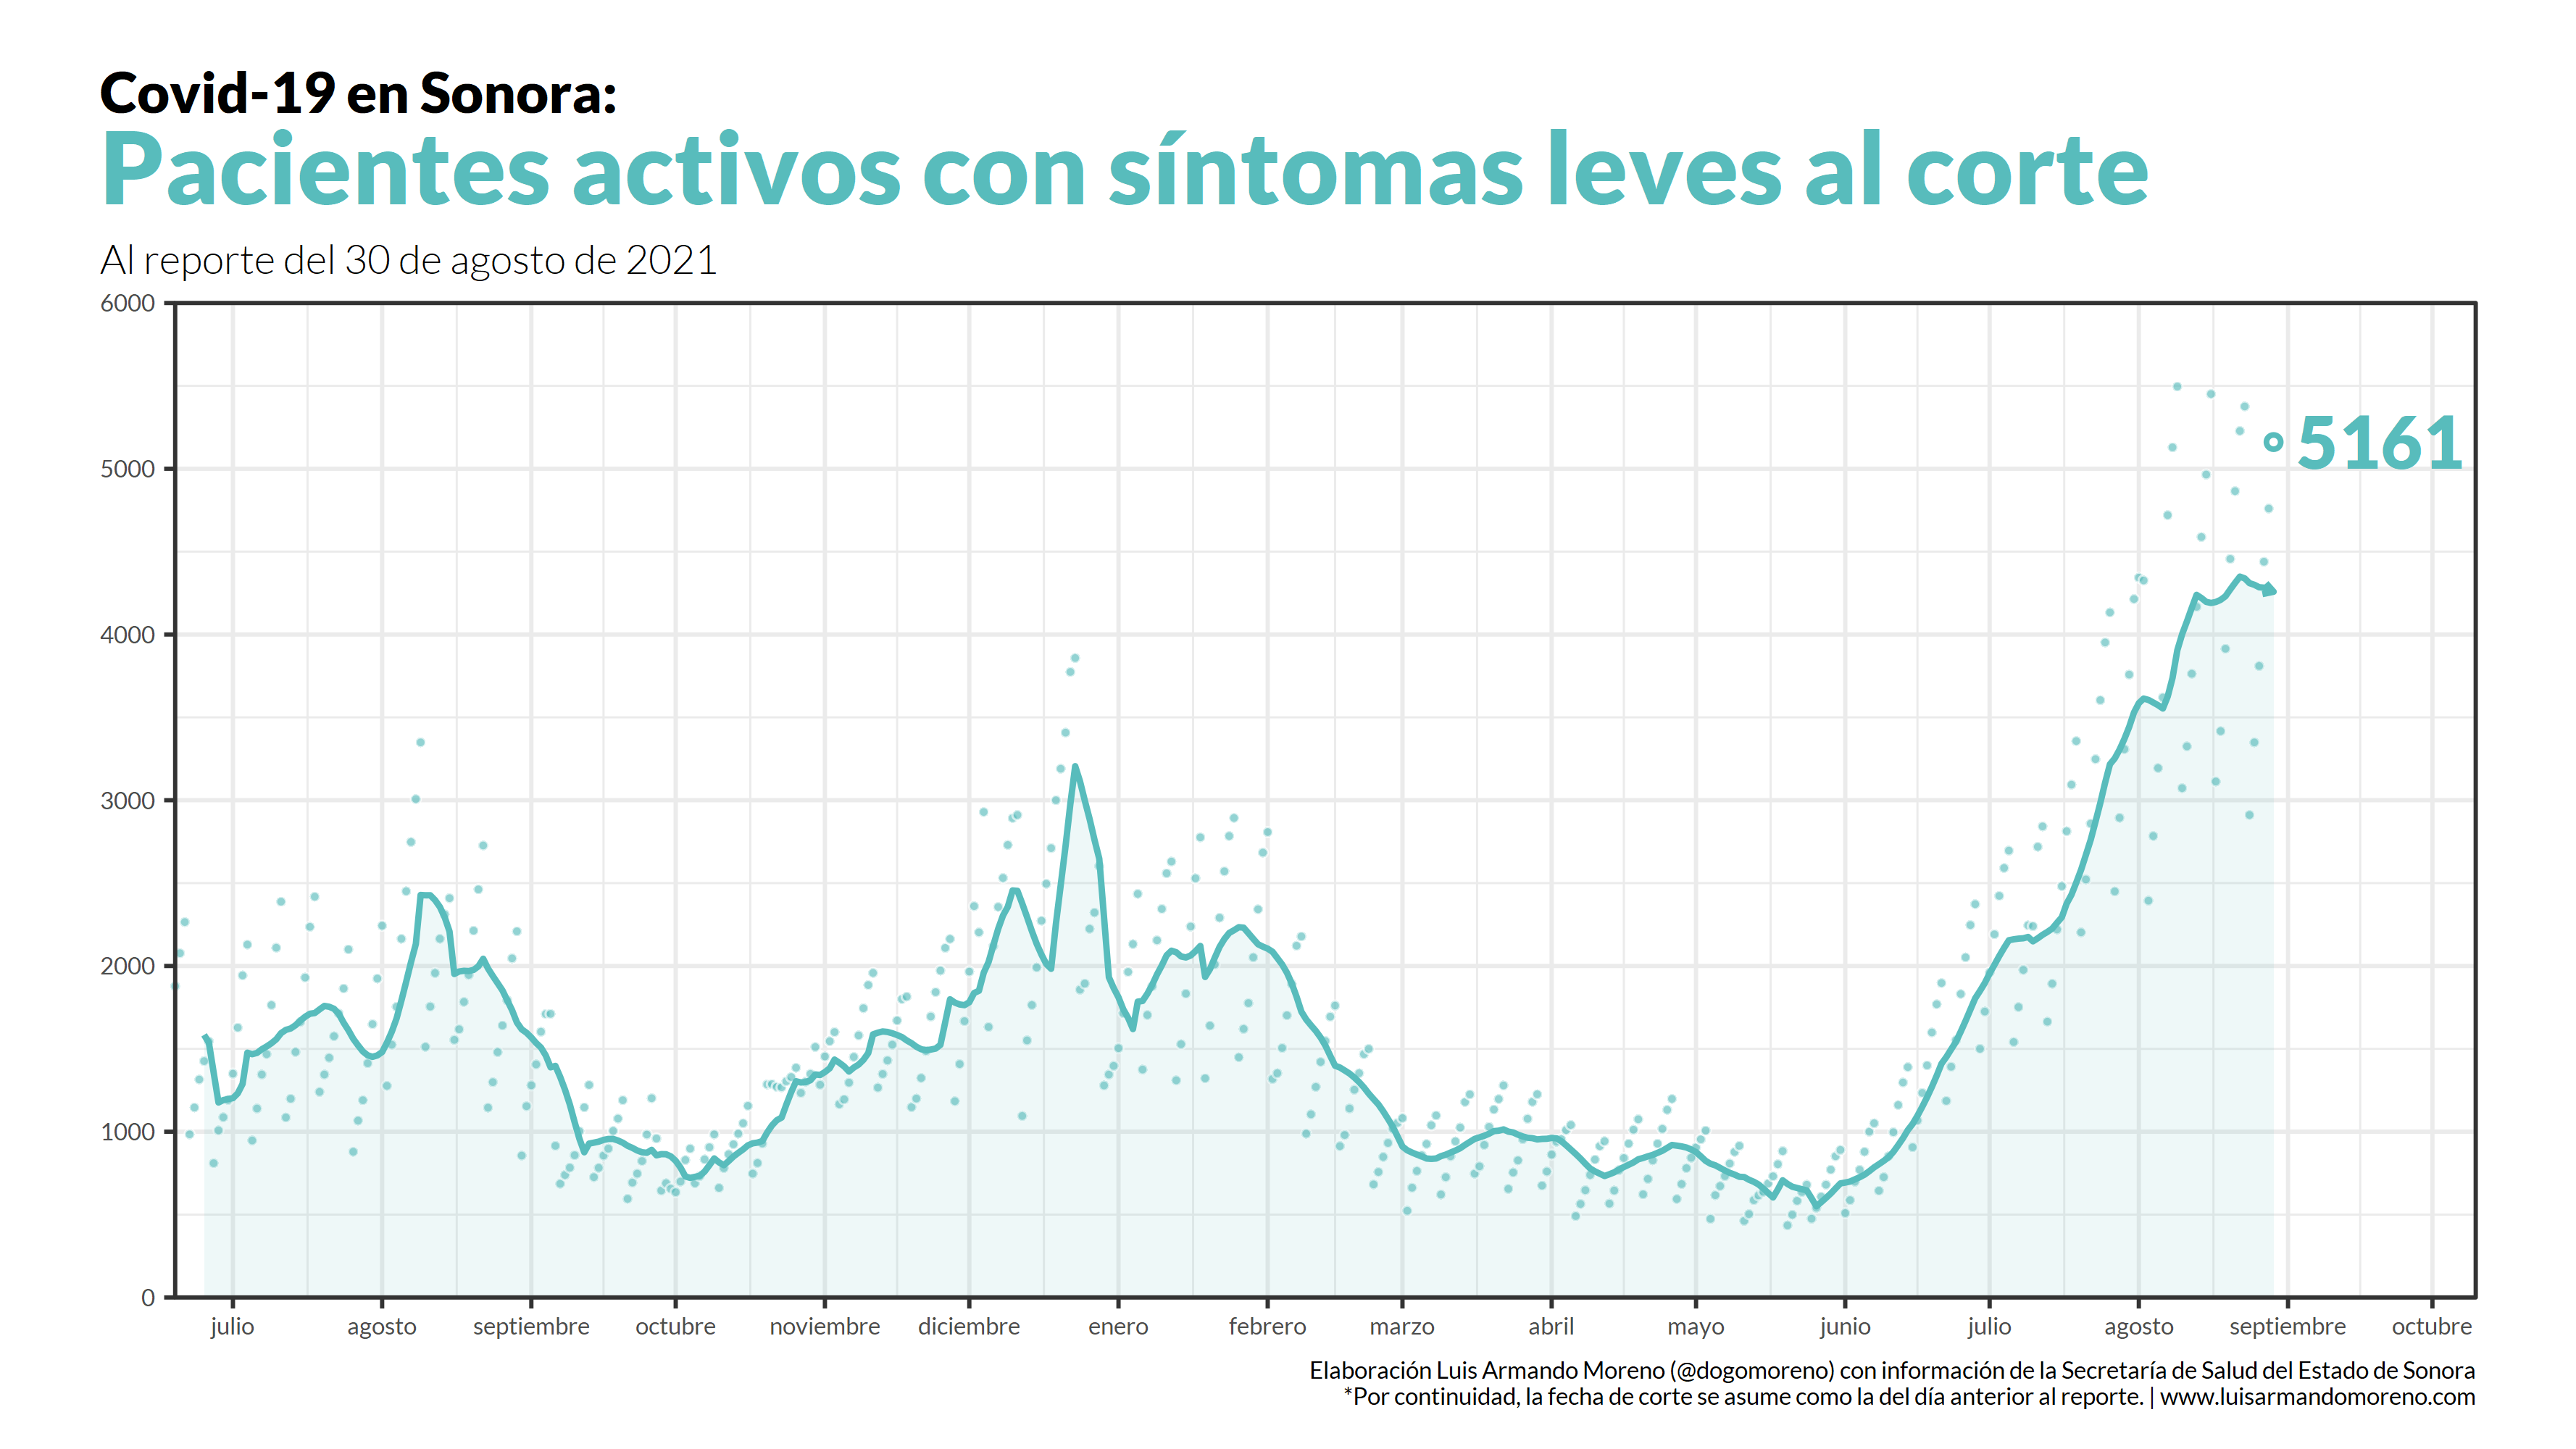 Covid-19 en Sonora:
Pacientes activos con síntomas leves al corte
Al reporte del 30 de agosto de 2021
6000
5000
4000
3000
2000
1000
0
5161
julio agosto septiembre octubre noviembre diciembre enero febrero marzo abril mayo junio julio agosto septiembre octubre
Elaboración Luis Armando Moreno (@dogomoreno) con información de la Secretaría de Salud del Estado de Sonora
*Por continuidad, la fecha de corte se asume como la del día anterior al reporte. | www.luisarmandomoreno.com